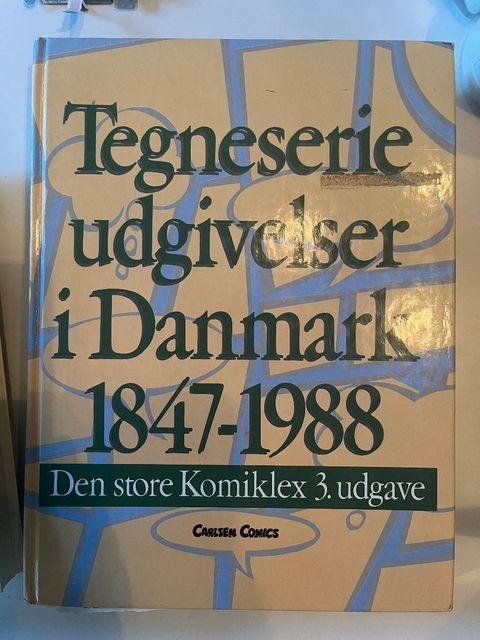 Tegneserie
udgivelser
i Danmark
1847-1988
Den store Komiklex 3. udgave
CARLSEN COMICS